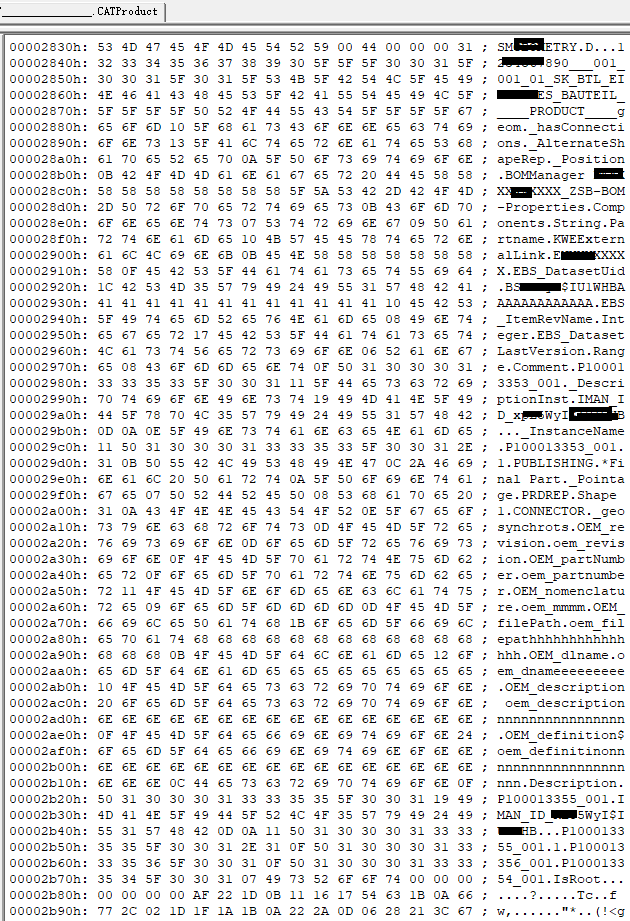 _____________.CATProduct
00002830h: 53 4D 47 45 4F 4D 45 54 52 59 00 44 00 00 00 31 ; SM ETRY.D...1
00002840h: 32 33 34 35 36 37 38 39 30 5F 5F 5F 30 30 31 5F ; 890___001_
00002850h: 30 30 31 5F 30 31 5F 53 4B 5F 42 54 4C 5F 45 49 ; 001_01_SK_BTL_EI
00002860h: 4E 46 41 43 48 45 53 5F 42 41 55 54 45 49 4C 5F ; ES_BAUTEIL_
00002870h: 5F 5F 5F 5F 50 52 4F 44 55 43 54 5F 5F 5F 5F 67 ; ____PRODUCT____g
00002880h: 65 6F 6D 10 5F 68 61 73 43 6F 6E 6E 65 63 74 69 ; eom._hasConnecti
00002890h: 6F 6E 73 13 5F 41 6C 74 65 72 6E 61 74 65 53 68 ; ons._AlternateSh
000028a0h: 61 70 65 52 65 70 0A 5F 50 6F 73 69 74 69 6F 6E ; apeRep._Position
000028b0h: 0B 42 4F 4D 4D 61 6E 61 67 65 72 20 44 45 58 58 ; .BOMManager
000028c0h: 58 58 58 58 58 58 58 58 5F 5A 53 42 2D 42 4F 4D ; XX XXXX_ZSB-BOM
000028d0h: 2D 50 72 6F 70 65 72 74 69 65 73 0B 43 6F 6D 70 ; -Properties.Comp
000028e0h: 6F 6E 65 6E 74 73 07 53 74 72 69 6E 67 09 50 61 ; onents.String.Pa
000028f0h: 72 74 6E 61 6D 65 10 4B 57 45 45 78 74 65 72 6E ; rtname.KWEExtern
00002900h: 61 6C 4C 69 6E 6B 0B 45 4E 58 58 58 58 58 58 58 ; alLink.E XXX
00002910h: 58 0F 45 42 53 5F 44 61 74 61 73 65 74 55 69 64 ; X.EBS_DatasetUid
00002920h: 1C 42 53 4D 35 57 79 49 24 49 55 31 57 48 42 41 ; .BS $IU1WHBA
00002930h: 41 41 41 41 41 41 41 41 41 41 41 41 10 45 42 53 ; AAAAAAAAAAAA.EBS
00002940h: 5F 49 74 65 6D 52 65 76 4E 61 6D 65 08 49 6E 74 ; _ItemRevName.Int
00002950h: 65 67 65 72 17 45 42 53 5F 44 61 74 61 73 65 74 ; eger.EBS_Dataset
00002960h: 4C 61 73 74 56 65 72 73 69 6F 6E 06 52 61 6E 67 ; LastVersion.Rang
00002970h: 65 08 43 6F 6D 6D 65 6E 74 0F 50 31 30 30 30 31 ; e.Comment.P10001
00002980h: 33 33 35 33 5F 30 30 31 11 5F 44 65 73 63 72 69 ; 3353_001._Descri
00002990h: 70 74 69 6F 6E 49 6E 73 74 19 49 4D 41 4E 5F 49 ; ptionInst.IMAN_I
000029a0h: 44 5F 78 70 4C 35 57 79 49 24 49 55 31 57 48 42 ; D_xp WyI B
000029b0h: 0D 0A 0E 5F 49 6E 73 74 61 6E 63 65 4E 61 6D 65 ; ..._InstanceName
000029c0h: 11 50 31 30 30 30 31 33 33 35 33 5F 30 30 31 2E ; .P100013353_001.
000029d0h: 31 0B 50 55 42 4C 49 53 48 49 4E 47 0C 2A 46 69 ; 1.PUBLISHING.*Fi
000029e0h: 6E 61 6C 20 50 61 72 74 0A 5F 50 6F 69 6E 74 61 ; nal Part._Pointa
000029f0h: 67 65 07 50 52 44 52 45 50 08 53 68 61 70 65 20 ; ge.PRDREP.Shape
00002a00h: 31 0A 43 4F 4E 4E 45 43 54 4F 52 0E 5F 67 65 6F ; 1.CONNECTOR._geo
00002a10h: 73 79 6E 63 68 72 6F 74 73 0D 4F 45 4D 5F 72 65 ; synchrots.OEM_re
00002a20h: 76 69 73 69 6F 6E 0D 6F 65 6D 5F 72 65 76 69 73 ; vision.oem_revis
00002a30h: 69 6F 6E 0F 4F 45 4D 5F 70 61 72 74 4E 75 6D 62 ; ion.OEM_partNumb
00002a40h: 65 72 0F 6F 65 6D 5F 70 61 72 74 6E 75 6D 62 65 ; er.oem_partnumbe
00002a50h: 72 11 4F 45 4D 5F 6E 6F 6D 65 6E 63 6C 61 74 75 ; r.OEM_nomenclatu
00002a60h: 72 65 09 6F 65 6D 5F 6D 6D 6D 6D 0D 4F 45 4D 5F ; re.oem_mmmm.OEM_
00002a70h: 66 69 6C 65 50 61 74 68 1B 6F 65 6D 5F 66 69 6C ; filePath.oem_fil
00002a80h: 65 70 61 74 68 68 68 68 68 68 68 68 68 68 68 68 ; epathhhhhhhhhhhh
00002a90h: 68 68 68 0B 4F 45 4D 5F 64 6C 6E 61 6D 65 12 6F ; hhh.OEM_dlname.o
00002aa0h: 65 6D 5F 64 6E 61 6D 65 65 65 65 65 65 65 65 65 ; em_dnameeeeeeeee
00002ab0h: 10 4F 45 4D 5F 64 65 73 63 72 69 70 74 69 6F 6E ; .OEM_description
00002ac0h: 20 6F 65 6D 5F 64 65 73 63 72 69 70 74 69 6F 6E ; oem_description
00002ad0h: 6E 6E 6E 6E 6E 6E 6E 6E 6E 6E 6E 6E 6E 6E 6E 6E ; nnnnnnnnnnnnnnnn
00002ae0h: 0F 4F 45 4D 5F 64 65 66 69 6E 69 74 69 6F 6E 24 ; .OEM_definition$
00002af0h: 6F 65 6D 5F 64 65 66 69 6E 69 74 69 6E 6F 6E 6E ; oem_definitinonn
00002b00h: 6E 6E 6E 6E 6E 6E 6E 6E 6E 6E 6E 6E 6E 6E 6E 6E ; nnnnnnnnnnnnnnnn
00002b10h: 6E 6E 6E 6E 0C 44 65 73 63 72 69 70 74 69 6F 6E 0F ; nnn.Description.
00002b20h: 50 31 30 30 30 31 33 33 35 35 5F 30 30 31 19 49 ; P100013355_001.I
00002b30h: 4D 41 4E 5F 49 44 5F 52 4C 4F 35 57 79 49 24 49 ; MAN_ID 5WyI$I
00002b40h: 55 31 57 48 42 0D 0A 11 50 31 30 30 30 31 33 33 ; HB...P1000133
00002b50h: 35 35 5F 30 30 31 2E 31 0F 50 31 30 30 30 31 33 ; 55_001.1.P100013
00002b60h: 33 35 36 5F 30 30 31 0F 50 31 30 30 30 31 33 33 ; 356_001.P1000133
00002b70h: 35 34 5F 30 30 31 07 49 73 52 6F 6F 74 00 00 00 ; 54_001.IsRoot...
00002b80h: 00 00 00 00 AF 22 1D 0B 11 16 17 54 63 1B 0A 66 ; ....?.....Tc..f
00002b90h: 77 2C 02 1D 1F 1A 1B 0A 22 2A 0D 06 28 21 3C 67 ; w,......"*..(!<g